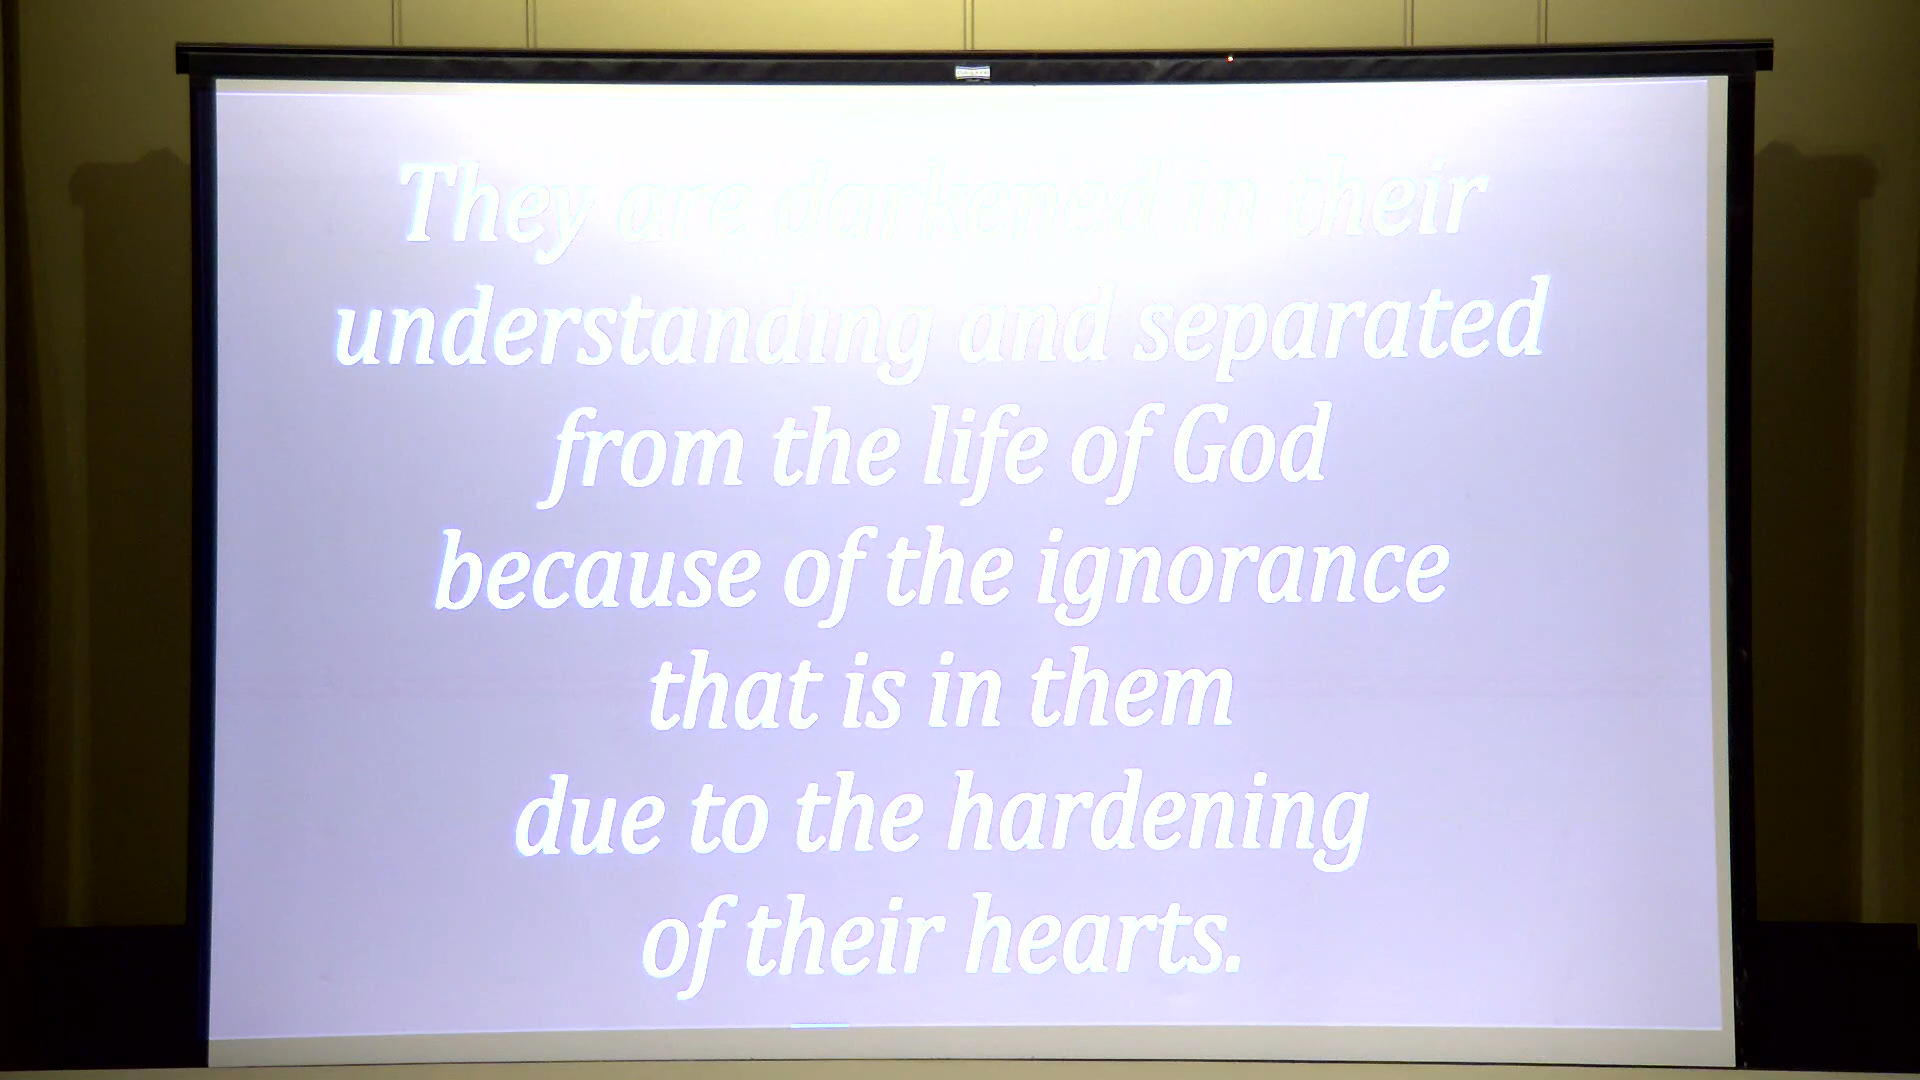 They are darkened in their
understanding and separated
from the life of God
because of the ignorance
that is in them
due to the hardening
of their hearts.